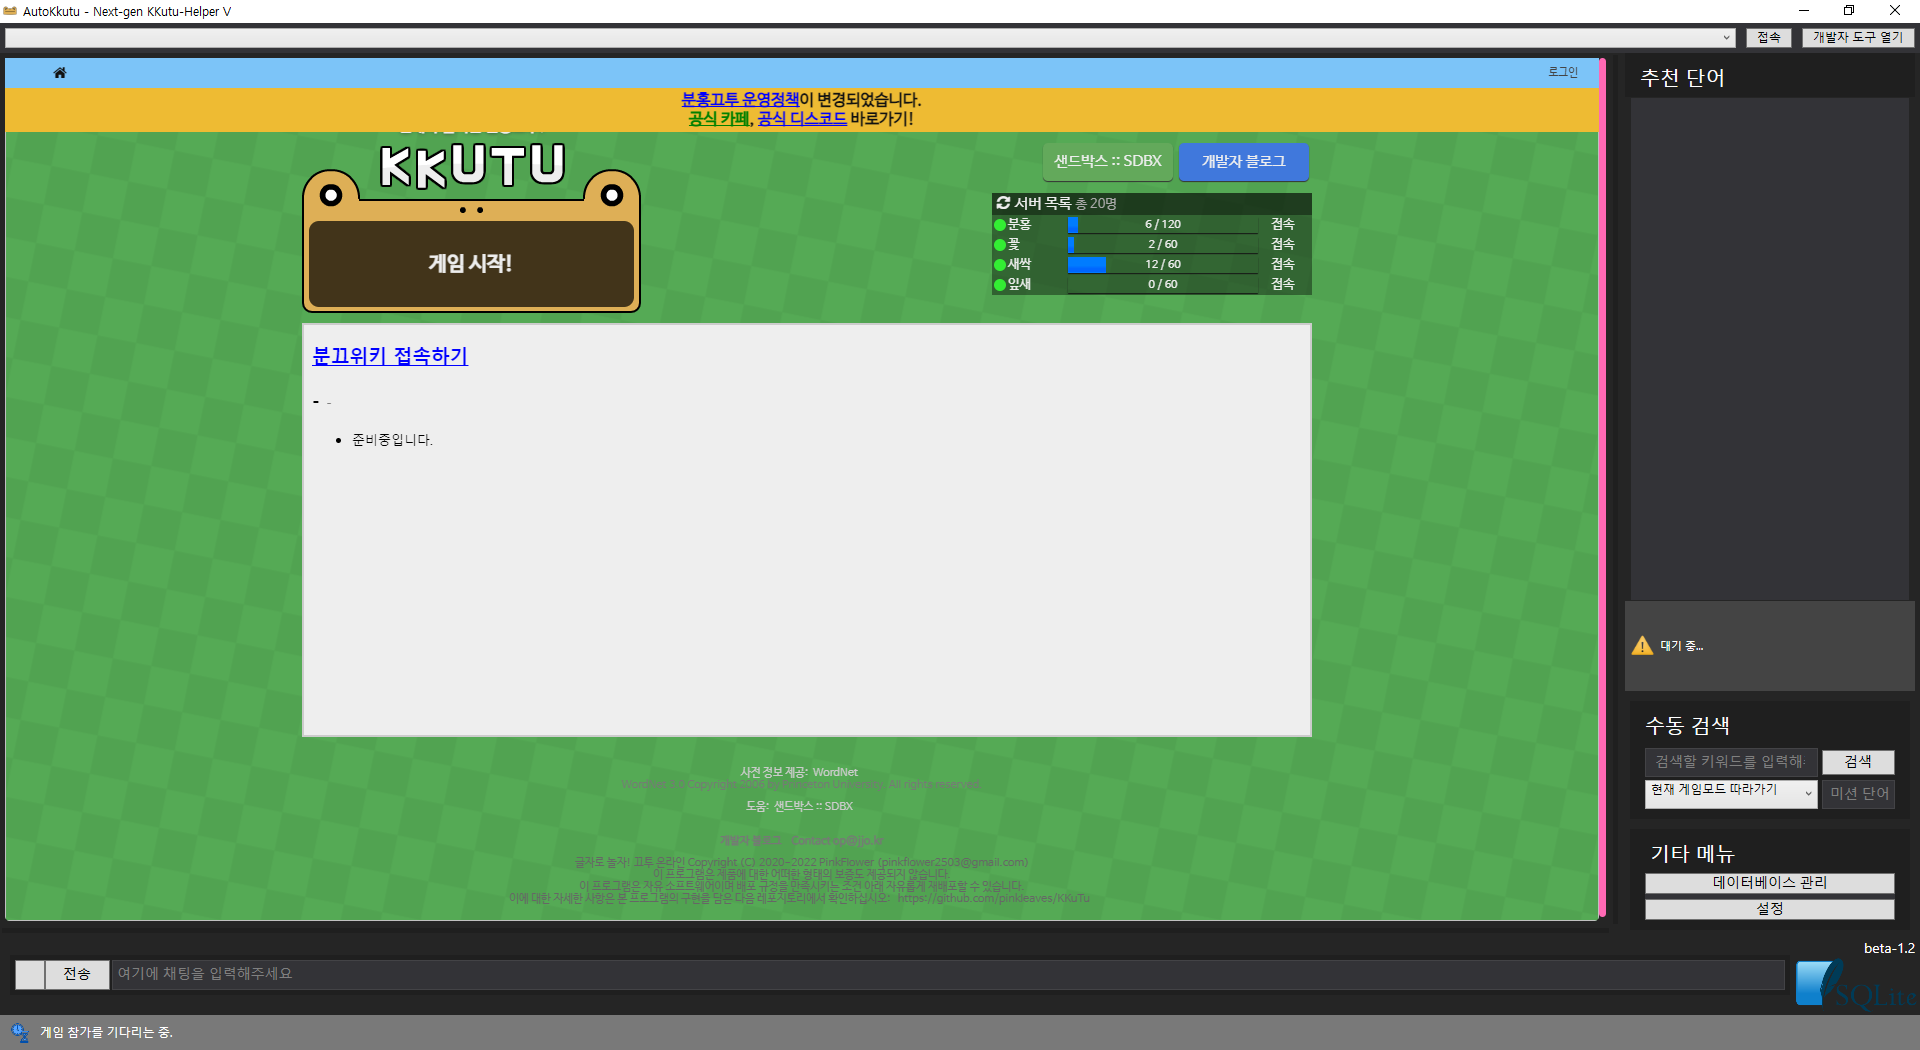 AutoKkutu - Next-gen KKutu-Helper V
접속
개발자 도구 열기
로그인
분홍끄투 운영정책이 변경되었습니다.
공식 카페, 공식 디스코드 바로가기!
KKUTU
게임 시작!
샌드박스 :: SDBX
개발자 블로그
서버 목록 총 20명
분홍 6 / 120 접속
꽃 2 / 60 접속
새싹 12 / 60 접속
잎새 0 / 60 접속
분끄위키 접속하기
- -
준비중입니다.
사전 정보 제공: WordNet
WordNet 3.0 Copyright 2006 by Princeton University. All rights reserved.
도움: 샌드박스 :: SDBX
개발자 블로그 Contact op@jjo.kr
글자로 놀자! 끄투 온라인 Copyright (C) 2020~2022 PinkFlower (pinkflower2503@gmail.com)
이 프로그램은 제품에 대한 어떠한 형태의 보증도 제공되지 않습니다.
이 프로그램은 자유 소프트웨어이며 배포 규정을 만족시키는 조건 아래 자유롭게 재배포할 수 있습니다.
이에 대한 자세한 사항은 본 프로그램의 구현을 담은 다음 레포지토리에서 확인하십시오: https://github.com/pinkleaves/KKuTu
추천 단어
대기 중...
수동 검색
검색할 키워드를 입력해
검색
현재 게임모드 따라가기
미션 단어
기타 메뉴
데이터베이스 관리
설정
beta-1.2
SQLite
전송
여기에 채팅을 입력해주세요
게임 참가를 기다리는 중.